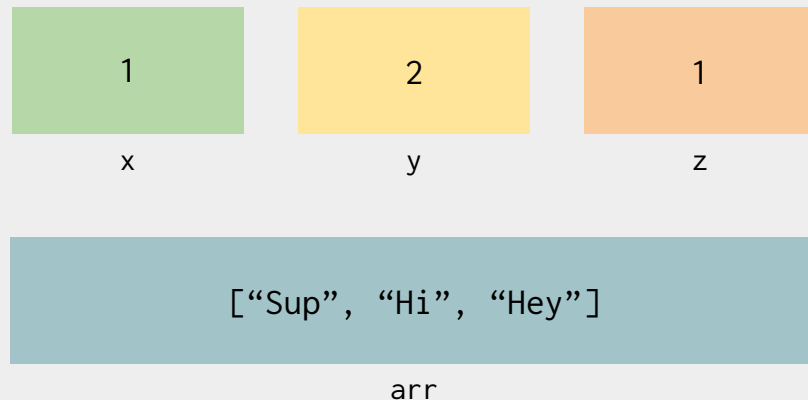 1 2 1
x y z
[“Sup”, “Hi”, “Hey”]
arr